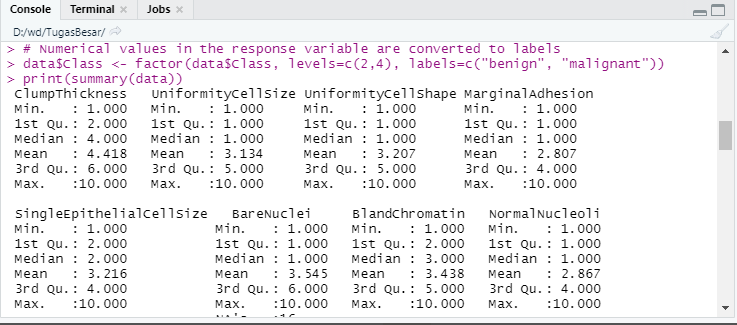 Console Terminal Jobs
D:/wd/TugasBesar/
> # Numerical values in the response variable are converted to labels
> data$Class <- factor(data$Class, levels=c(2,4), labels=c("benign", "malignant"))
> print(summary(data))
ClumpThickness UniformityCellSize UniformityCellShape MarginalAdhesion
Min. : 1.000 Min. : 1.000 Min. : 1.000 Min. : 1.000
1st Qu.: 2.000 1st Qu.: 1.000 1st Qu.: 1.000 1st Qu.: 1.000
Median : 4.000 Median : 1.000 Median : 1.000 Median : 1.000
Mean : 4.418 Mean : 3.134 Mean : 3.207 Mean : 2.807
3rd Qu.: 6.000 3rd Qu.: 5.000 3rd Qu.: 5.000 3rd Qu.: 4.000
Max. :10.000 Max. :10.000 Max. :10.000 Max. :10.000
SingleEpithelialCellSize BareNuclei BlandChromatin NormalNucleoli
Min. : 1.000 Min. : 1.000 Min. : 1.000 Min. : 1.000
1st Qu.: 2.000 1st Qu.: 1.000 1st Qu.: 2.000 1st Qu.: 1.000
Median : 2.000 Median : 1.000 Median : 3.000 Median : 1.000
Mean : 3.216 Mean : 3.545 Mean : 3.438 Mean : 2.867
3rd Qu.: 4.000 3rd Qu.: 6.000 3rd Qu.: 5.000 3rd Qu.: 4.000
Max. :10.000 Max. :10.000 Max. :10.000 Max. :10.000